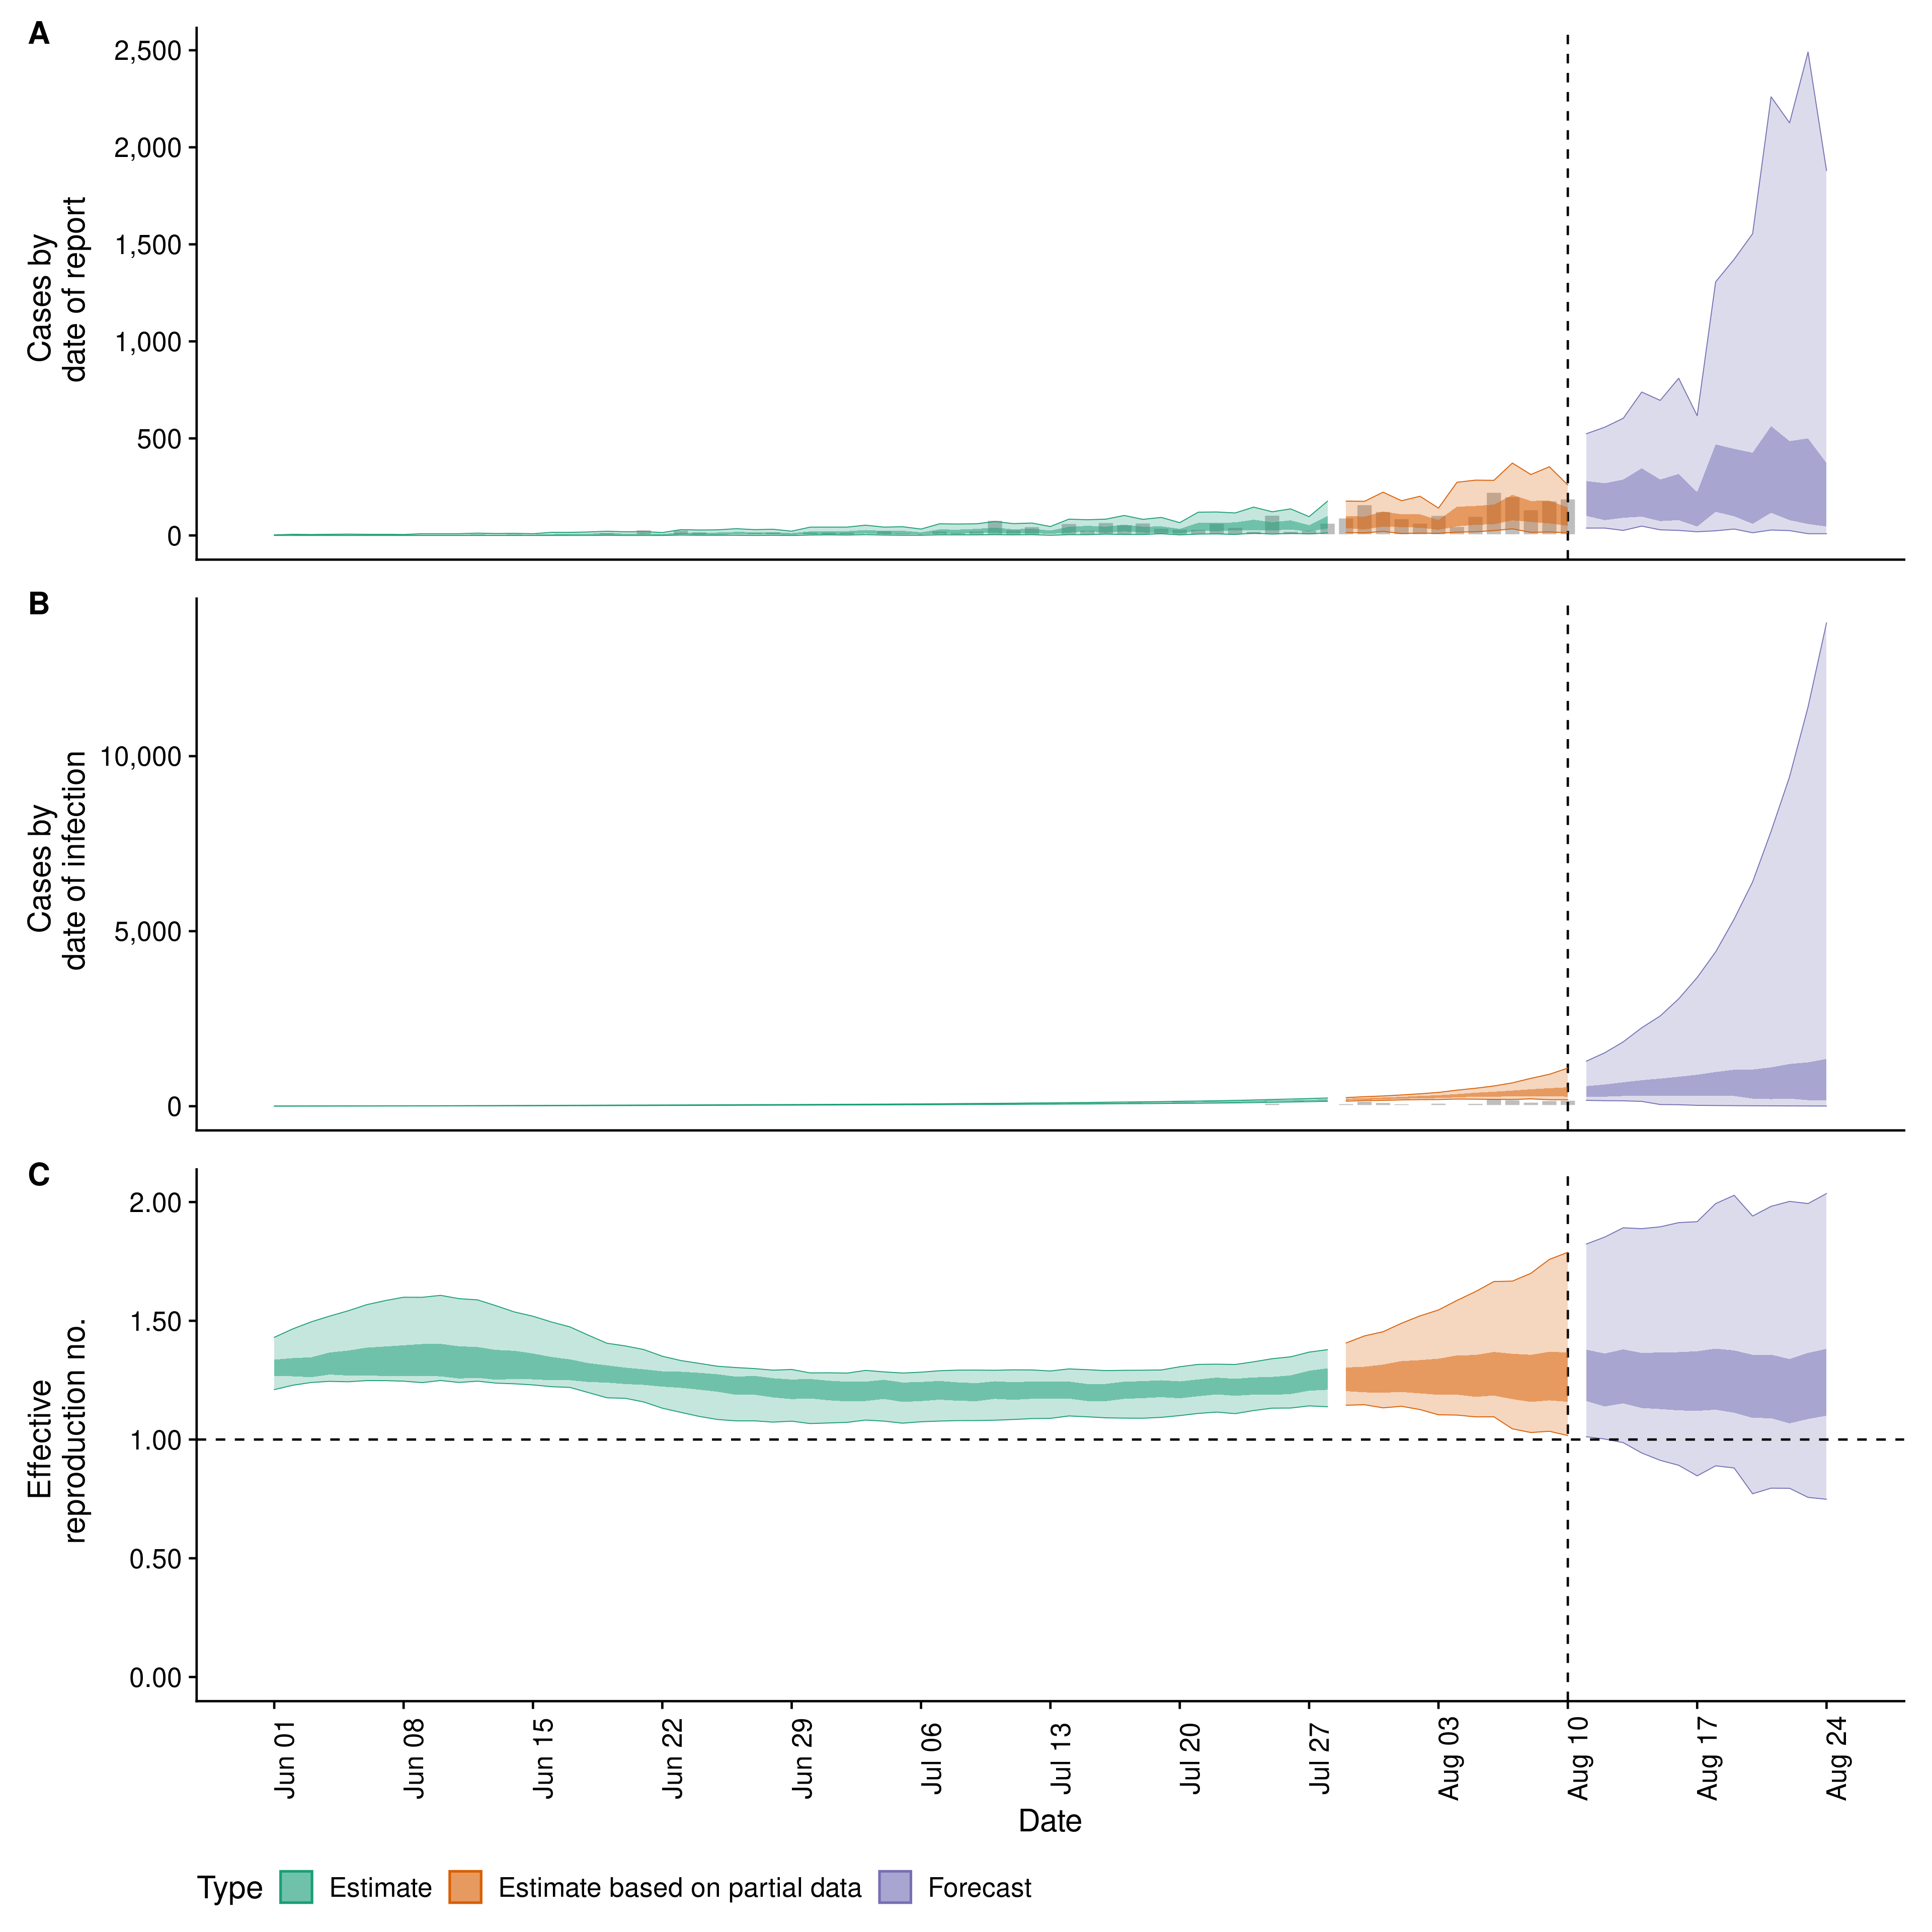 A
2,500
2,000
1,500
1,000
500
0
Cases by
date of report
B
10,000
5,000
0
Cases by
date of infection
C
2.00
1.50
1.00
0.50
0.00
Effective
reproduction no.
Jun 01
Jun 08
Jun 15
Jun 22
Jun 29
Jul 06
Jul 13
Jul 20
Jul 27
Aug 03
Aug 10
Aug 17
Aug 24
Date
Type Estimate Estimate based on partial data Forecast